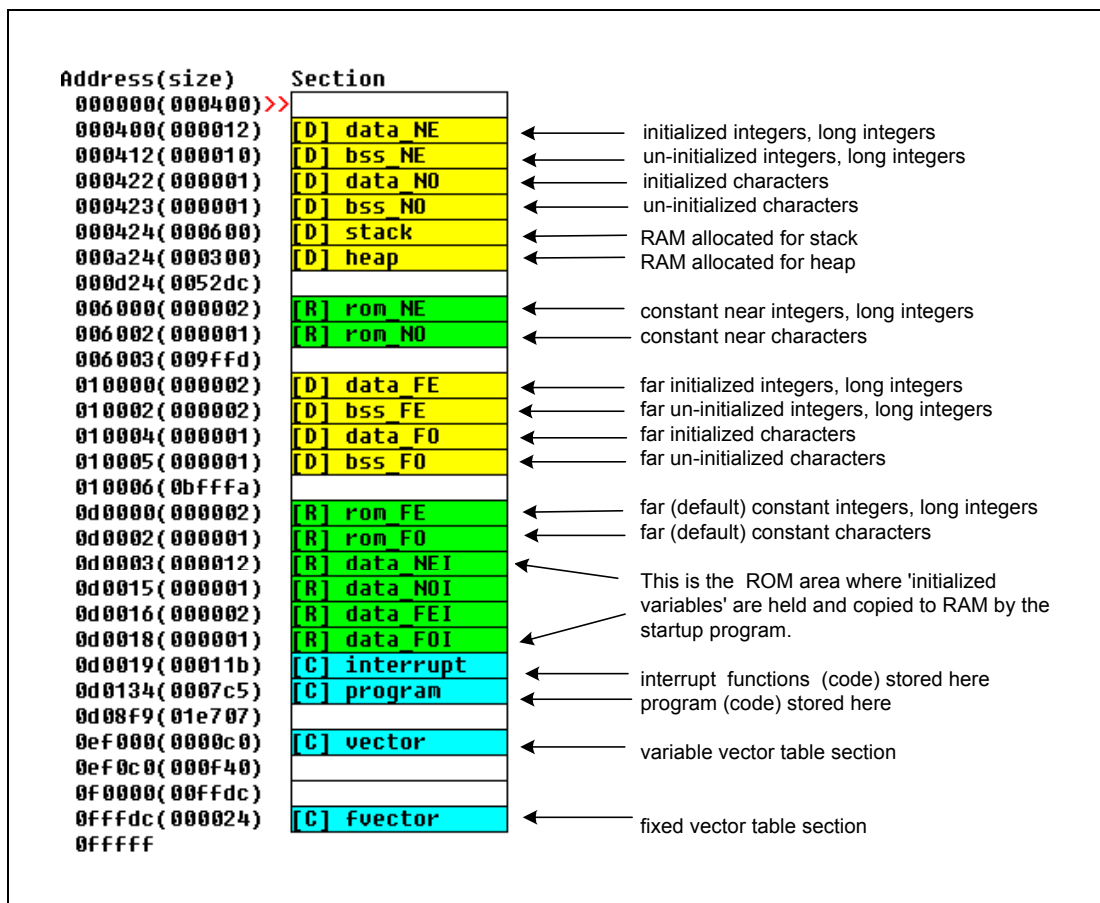 Address(size) Section
000000(000400)>>
000400(000012) [D] data_NE initialized integers, long integers
000412(000010) [D] bss_NE un-initialized integers, long integers
000422(000001) [D] data_NO initialized characters
000423(000001) [D] bss_NO un-initialized characters
000424(000600) [D] stack RAM allocated for stack
000a24(000300) [D] heap RAM allocated for heap
000d24(0052dc)
006000(000002) [R] rom_NE constant near integers, long integers
006002(000001) [R] rom_NO constant near characters
006003(009ffd)
010000(000002) [D] data_FE far initialized integers, long integers
010002(000002) [D] bss_FE far un-initialized integers, long integers
010004(000001) [D] data_FO far initialized characters
010005(000001) [D] bss_FO far un-initialized characters
010006(0bfffa)
0d0000(000002) [R] rom_FE far (default) constant integers, long integers
0d0002(000001) [R] rom_FO far (default) constant characters
0d0003(000012) [R] data_NEI
0d0015(000001) [R] data_NOI
0d0016(000002) [R] data_FEI
0d0018(000001) [R] data_FOI
This is the ROM area where 'initialized
variables' are held and copied to RAM by the
startup program.
0d0019(00011b) [C] interrupt interrupt functions (code) stored here
0d0134(0007c5) [C] program program (code) stored here
0d08f9(01e707)
0ef000(0000c0) [C] vector variable vector table section
0ef0c0(000f40)
0f0000(00ffdc)
0fffdc(000024) [C] fvector fixed vector table section
0fffff